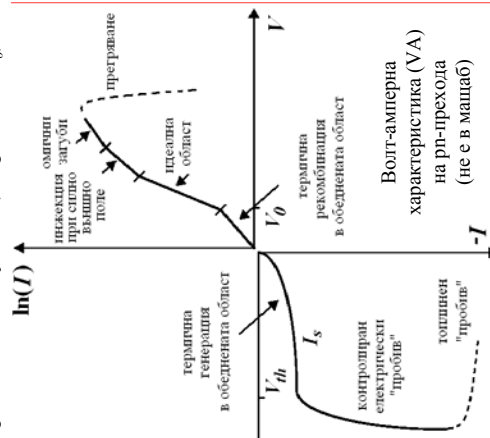 ln(I)
V
прегряване
омични
загуби
инжекция
при силно
външно
поле
идеална
област
термична
рекомбинация
в обеднената област
V0
Волт-амперна
характеристика (VA)
на pn-прехода
(не е в мащаб)
термична
генерация
в обеднената област
Vth
Is
контролиран
електрически
"пробив"
топлинен
"пробив"
-I